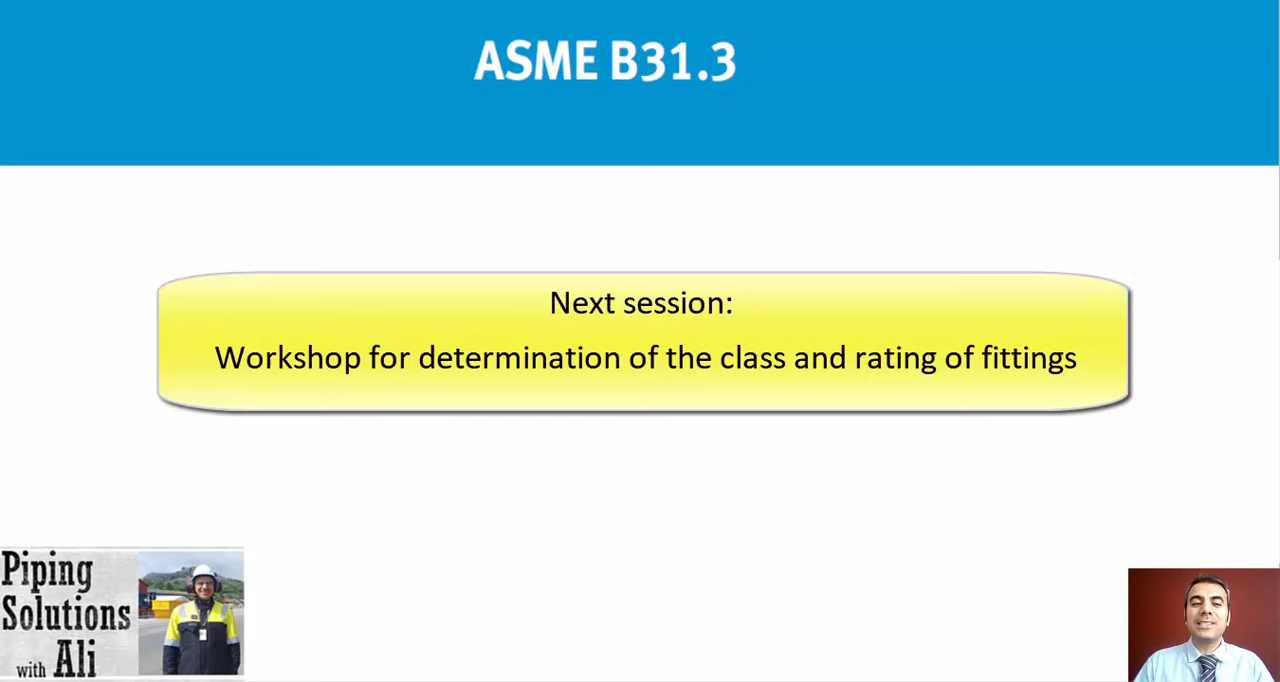 ASME B31.3
Next session:
Workshop for determination of the class and rating of fittings
Piping
Solutions
with Ali